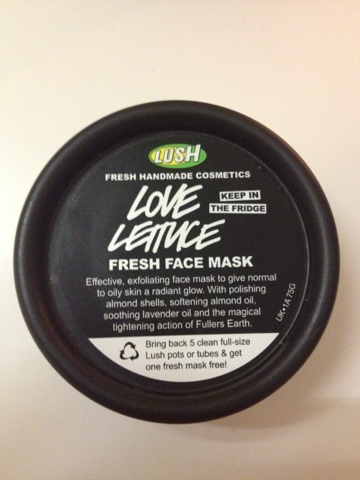 LUSH
FRESH HANDMADE COSMETICS
LOVE
LETTUCE
KEEP IN
THE FRIDGE
FRESH FACE MASK
Effective, exfoliating face mask to give normal
to oily skin a radiant glow. With polishing
almond shells, softening almond oil,
soothing lavender oil and the magical
tightening action of Fullers Earth.
UK•1A 75G
Bring back 5 clean full-size
Lush pots or tubes & get
one fresh mask free!